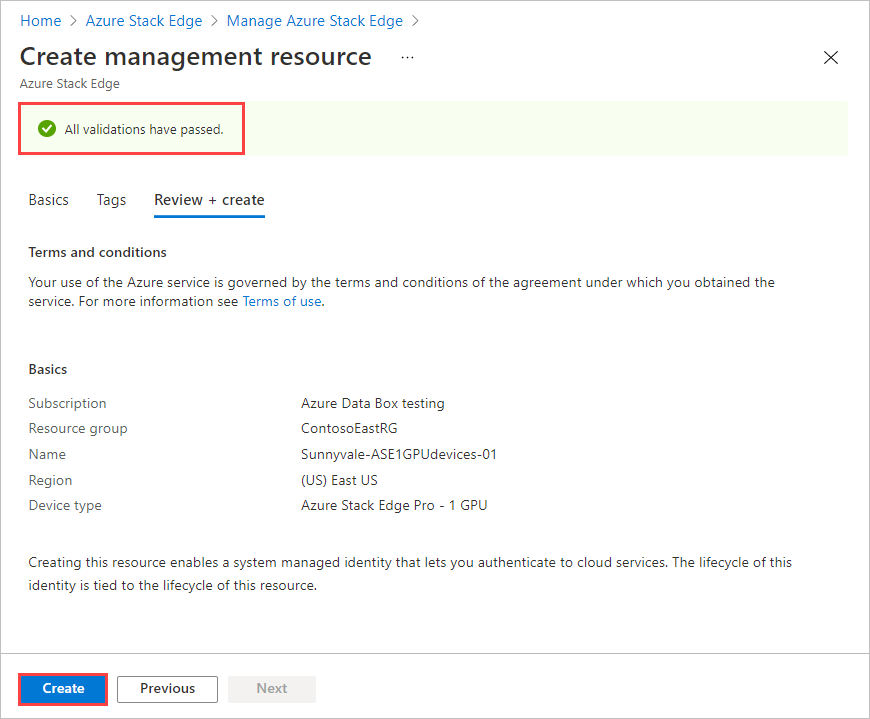 Home > Azure Stack Edge > Manage Azure Stack Edge >
Create management resource ...
Azure Stack Edge
All validations have passed.
Basics Tags Review + create
Terms and conditions
Your use of the Azure service is governed by the terms and conditions of the agreement under which you obtained the
service. For more information see Terms of use.
Basics
Subscription Azure Data Box testing
Resource group ContosoEastRG
Name Sunnyvale-ASE1GPUdevices-01
Region (US) East US
Device type Azure Stack Edge Pro - 1 GPU
Creating this resource enables a system managed identity that lets you authenticate to cloud services. The lifecycle of this
identity is tied to the lifecycle of this resource.
Create Previous Next